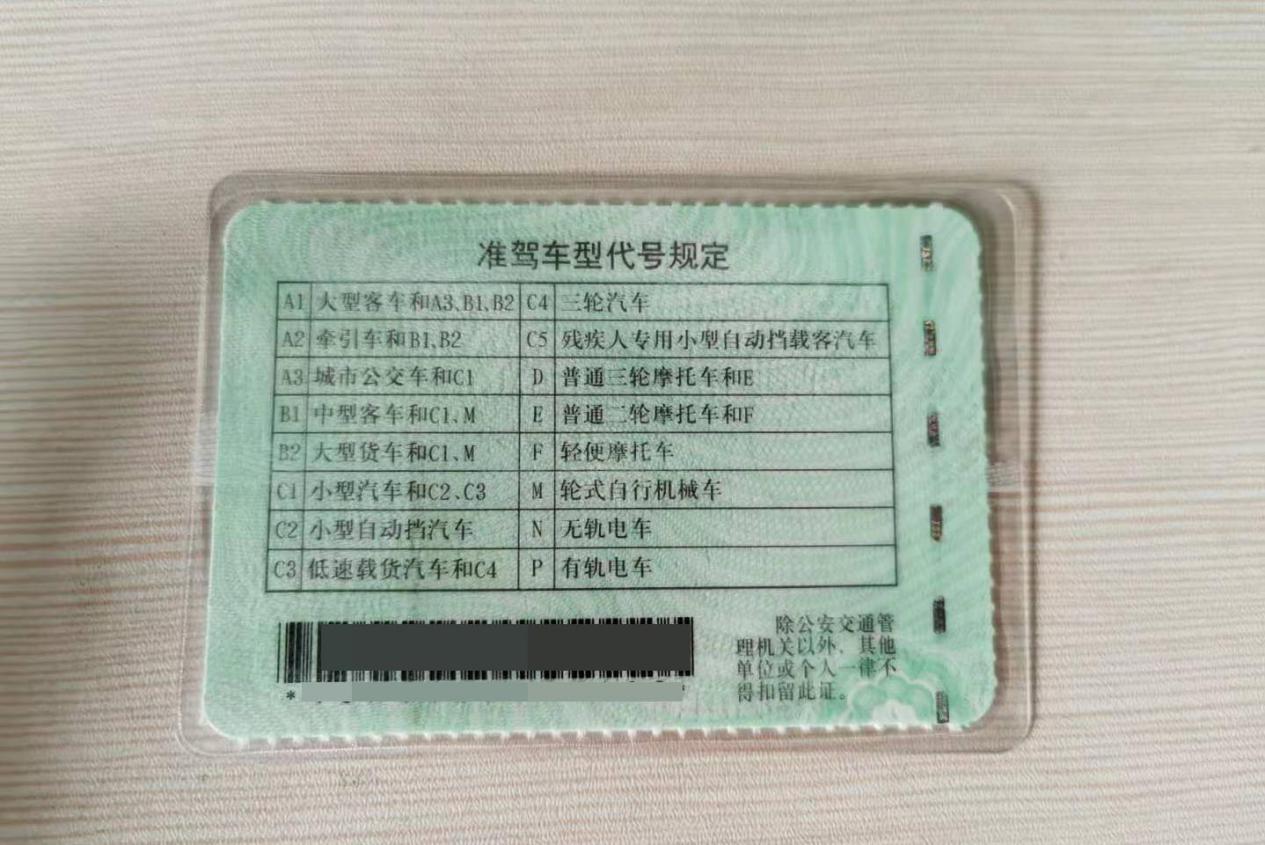 准驾车型代号规定
A1 大型客车和A3、B1、B2 C4 三轮汽车
A2 牵引车和B1、B2 C5 残疾人专用小型自动挡载客汽车
A3 城市公交车和C1 D 普通三轮摩托车和E
B1 中型客车和C1、M E 普通二轮摩托车和F
B2 大型货车和C1、M F 轻便摩托车
C1 小型汽车和C2、C3 M 轮式自行机械车
C2 小型自动挡汽车 N 无轨电车
C3 低速载货汽车和C4 P 有轨电车
除公安交通管
理机关以外，其他
单位或个人一律不
得扣留此证。
*